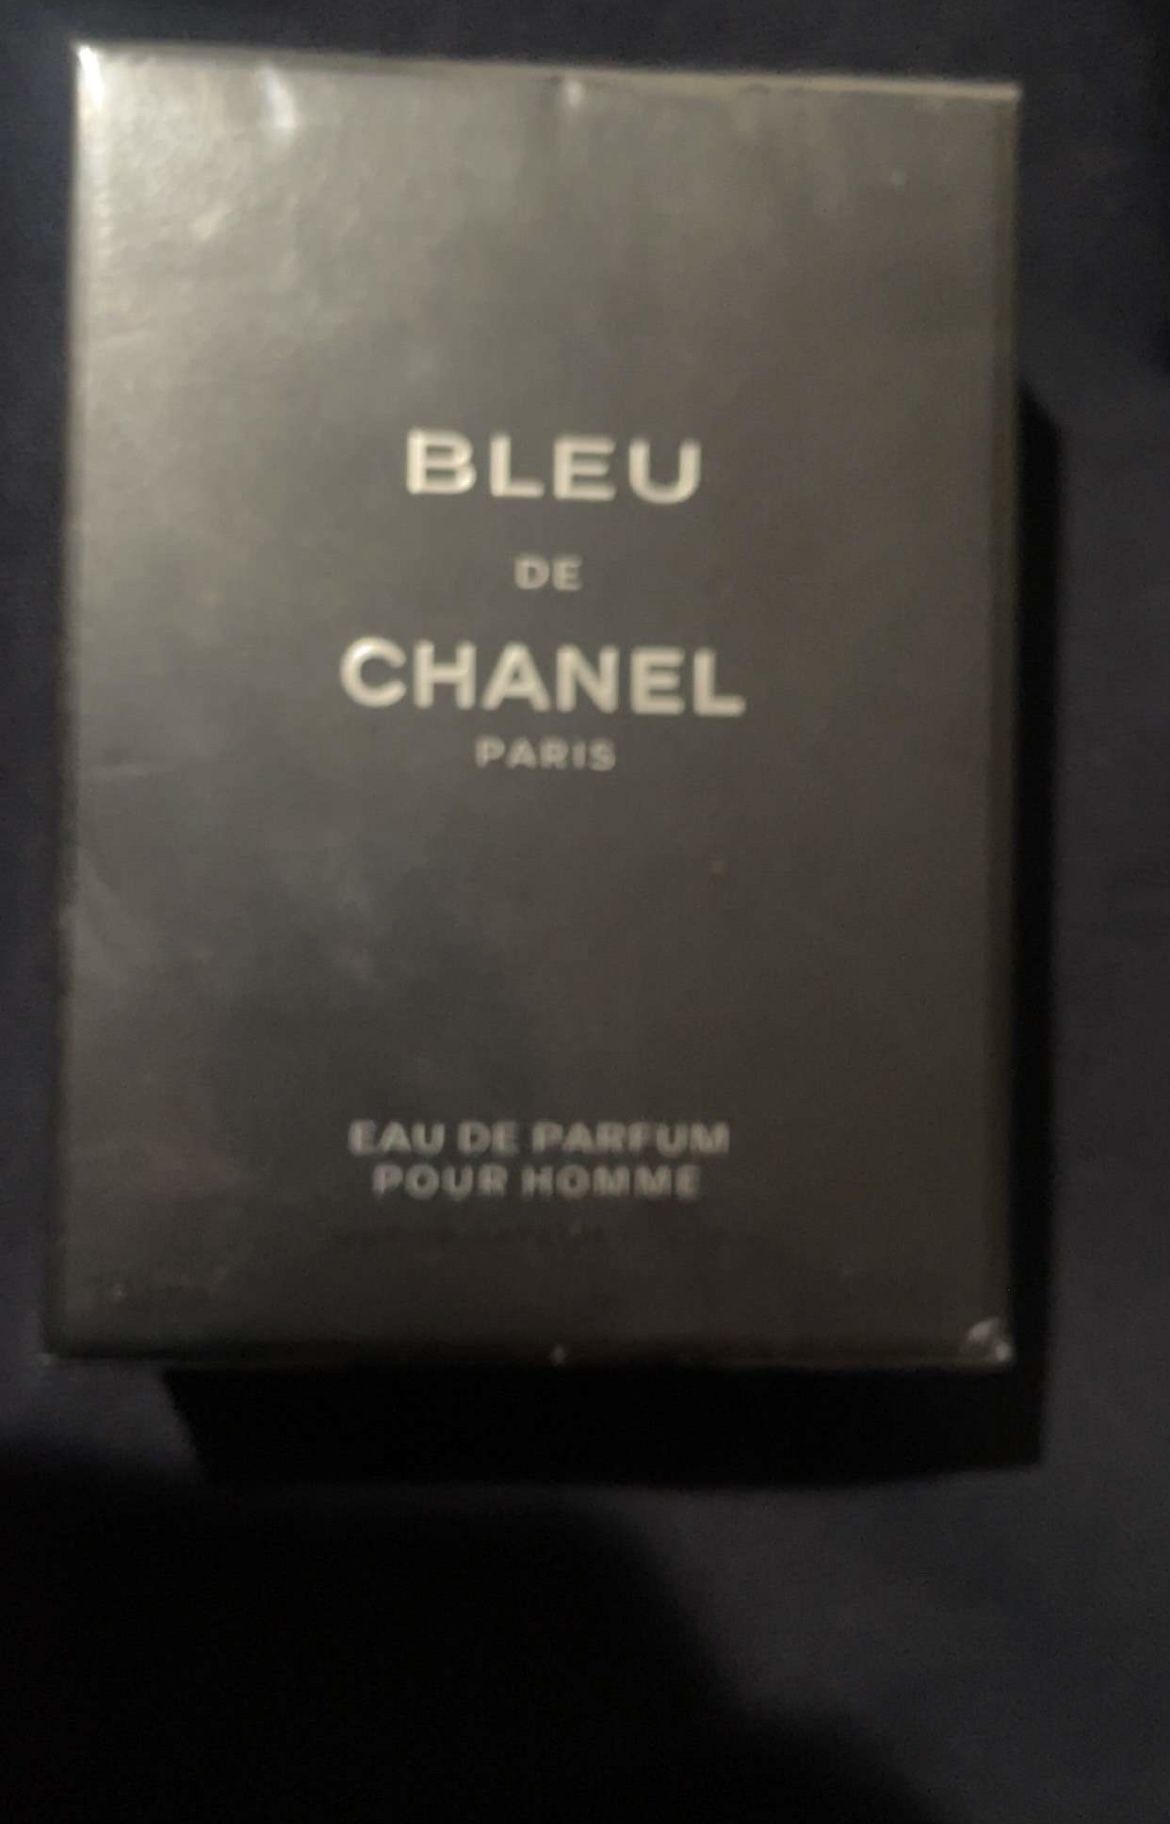 BLEU
DE
CHANEL
PARIS
EAU DE PARFUM
POUR HOMME